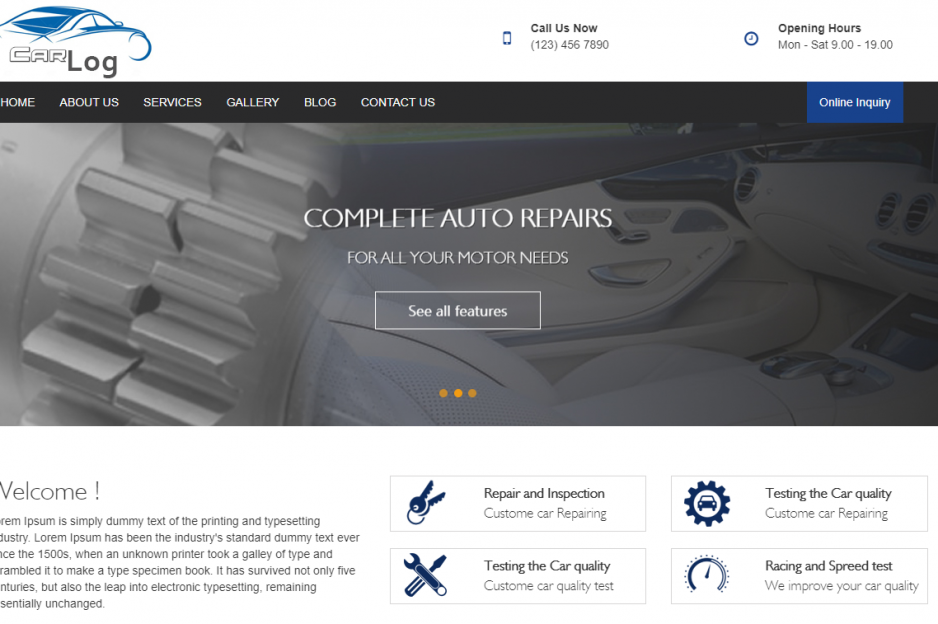 CAR
Log
Call Us Now
(123) 456 7890
Opening Hours
Mon - Sat 9.00 - 19.00
HOME ABOUT US SERVICES GALLERY BLOG CONTACT US Online Inquiry
COMPLETE AUTO REPAIRS
FOR ALL YOUR MOTOR NEEDS
See all features
Welcome !
rem Ipsum is simply dummy text of the printing and typesetting
dustry. Lorem Ipsum has been the industry's standard dummy text ever
nce the 1500s, when an unknown printer took a galley of type and
rambled it to make a type specimen book. It has survived not only five
nturies, but also the leap into electronic typesetting, remaining
sentially unchanged.
Repair and Inspection
Custome car Repairing
Testing the Car quality
Custome car Repairing
Testing the Car quality
Custome car quality test
Racing and Spreed test
We improve your car quality